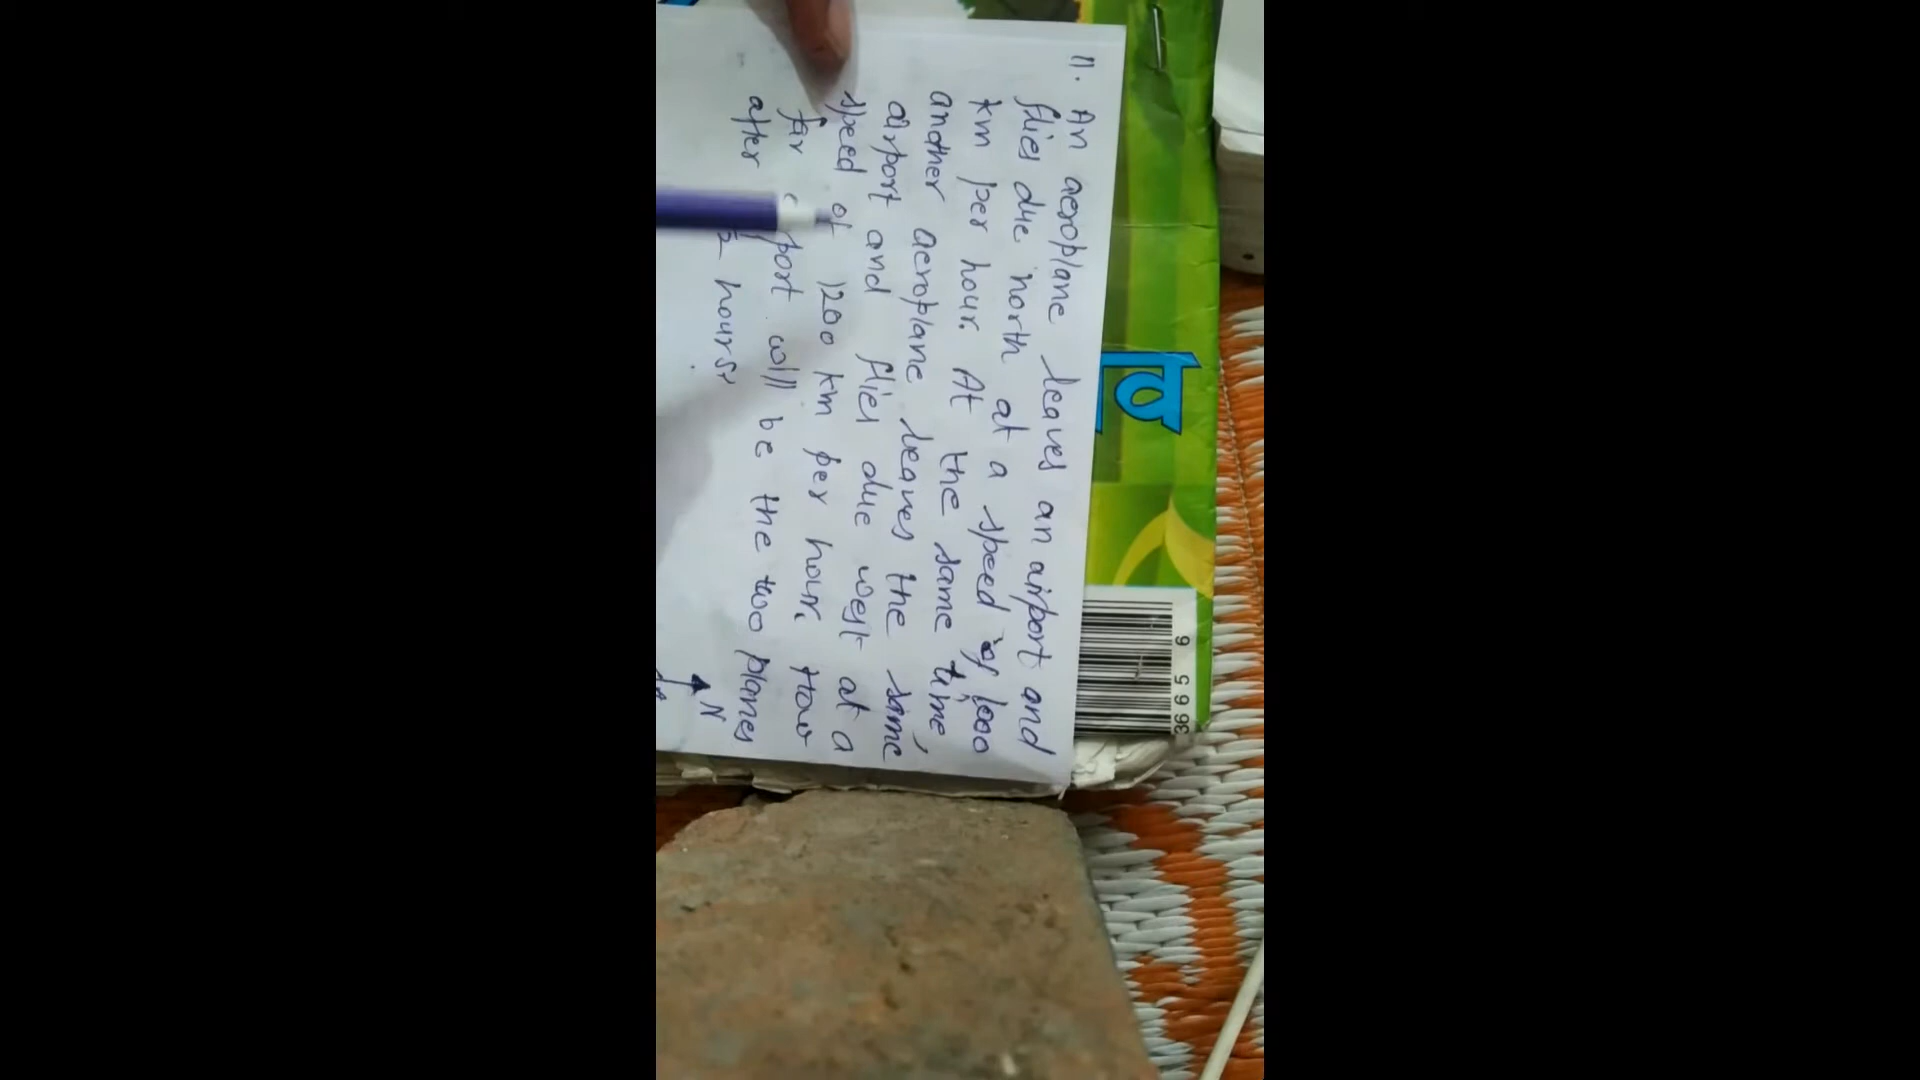 11. An aeroplane leaves an airport and
flies due north at a speed of 1000
km per hour. At the same time,
another aeroplane leaves the same
airport and flies due west at a
speed of 1200 km per hour. How
far port will be the two planes
after hours?
N
36659